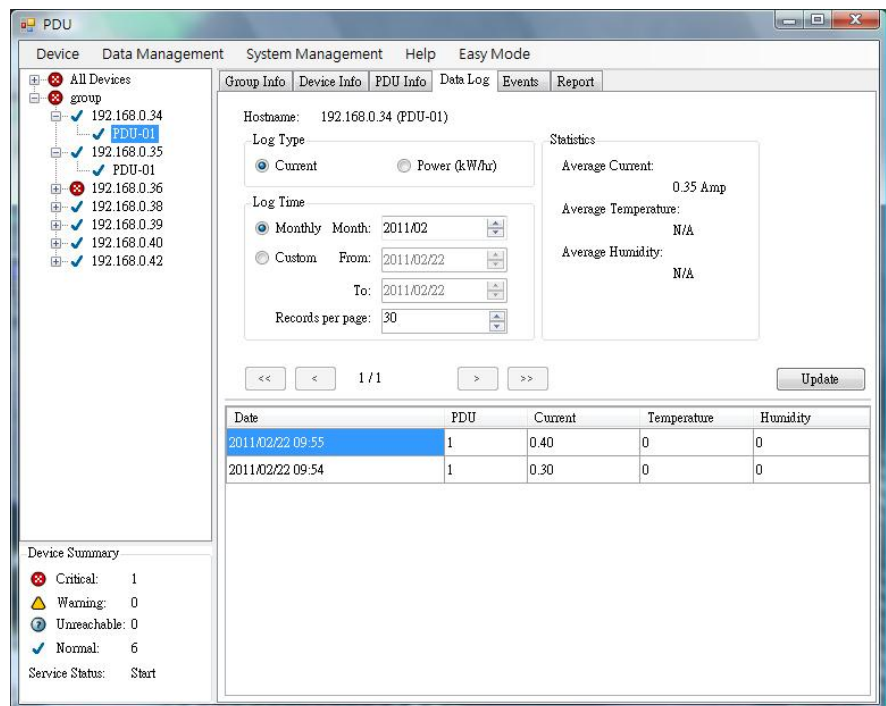 PDU
Device Data Management System Management Help Easy Mode
All Devices
group
192.168.0.34
PDU-01
192.168.0.35
PDU-01
192.168.0.36
192.168.0.38
192.168.0.39
192.168.0.40
192.168.0.42
Device Summary
Critical: 1
Warning: 0
Unreachable: 0
Normal: 6
Service Status: Start
Group Info Device Info PDU Info Data Log Events Report
Hostname: 192.168.0.34 (PDU-01)
Log Type
Current Power (kW/hr)
Log Time
Monthly Month: 2011/02
Custom From: 2011/02/22
To: 2011/02/22
Records per page: 30
Statistics
Average Current:
0.35 Amp
Average Temperature:
N/A
Average Humidity:
N/A
<< < 1 / 1 > >> Update
Date PDU Current Temperature Humidity
2011/02/22 09:55 1 0.40 0 0
2011/02/22 09:54 1 0.30 0 0